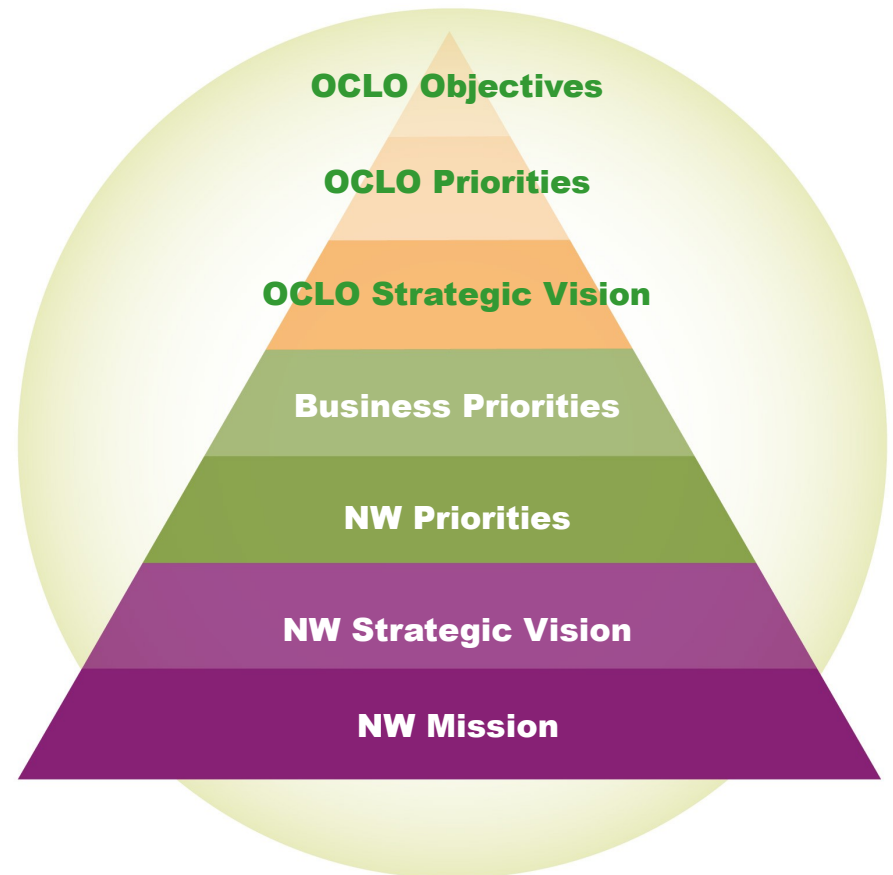 OCLO Objectives
OCLO Priorities
OCLO Strategic Vision
Business Priorities
NW Priorities
NW Strategic Vision
NW Mission